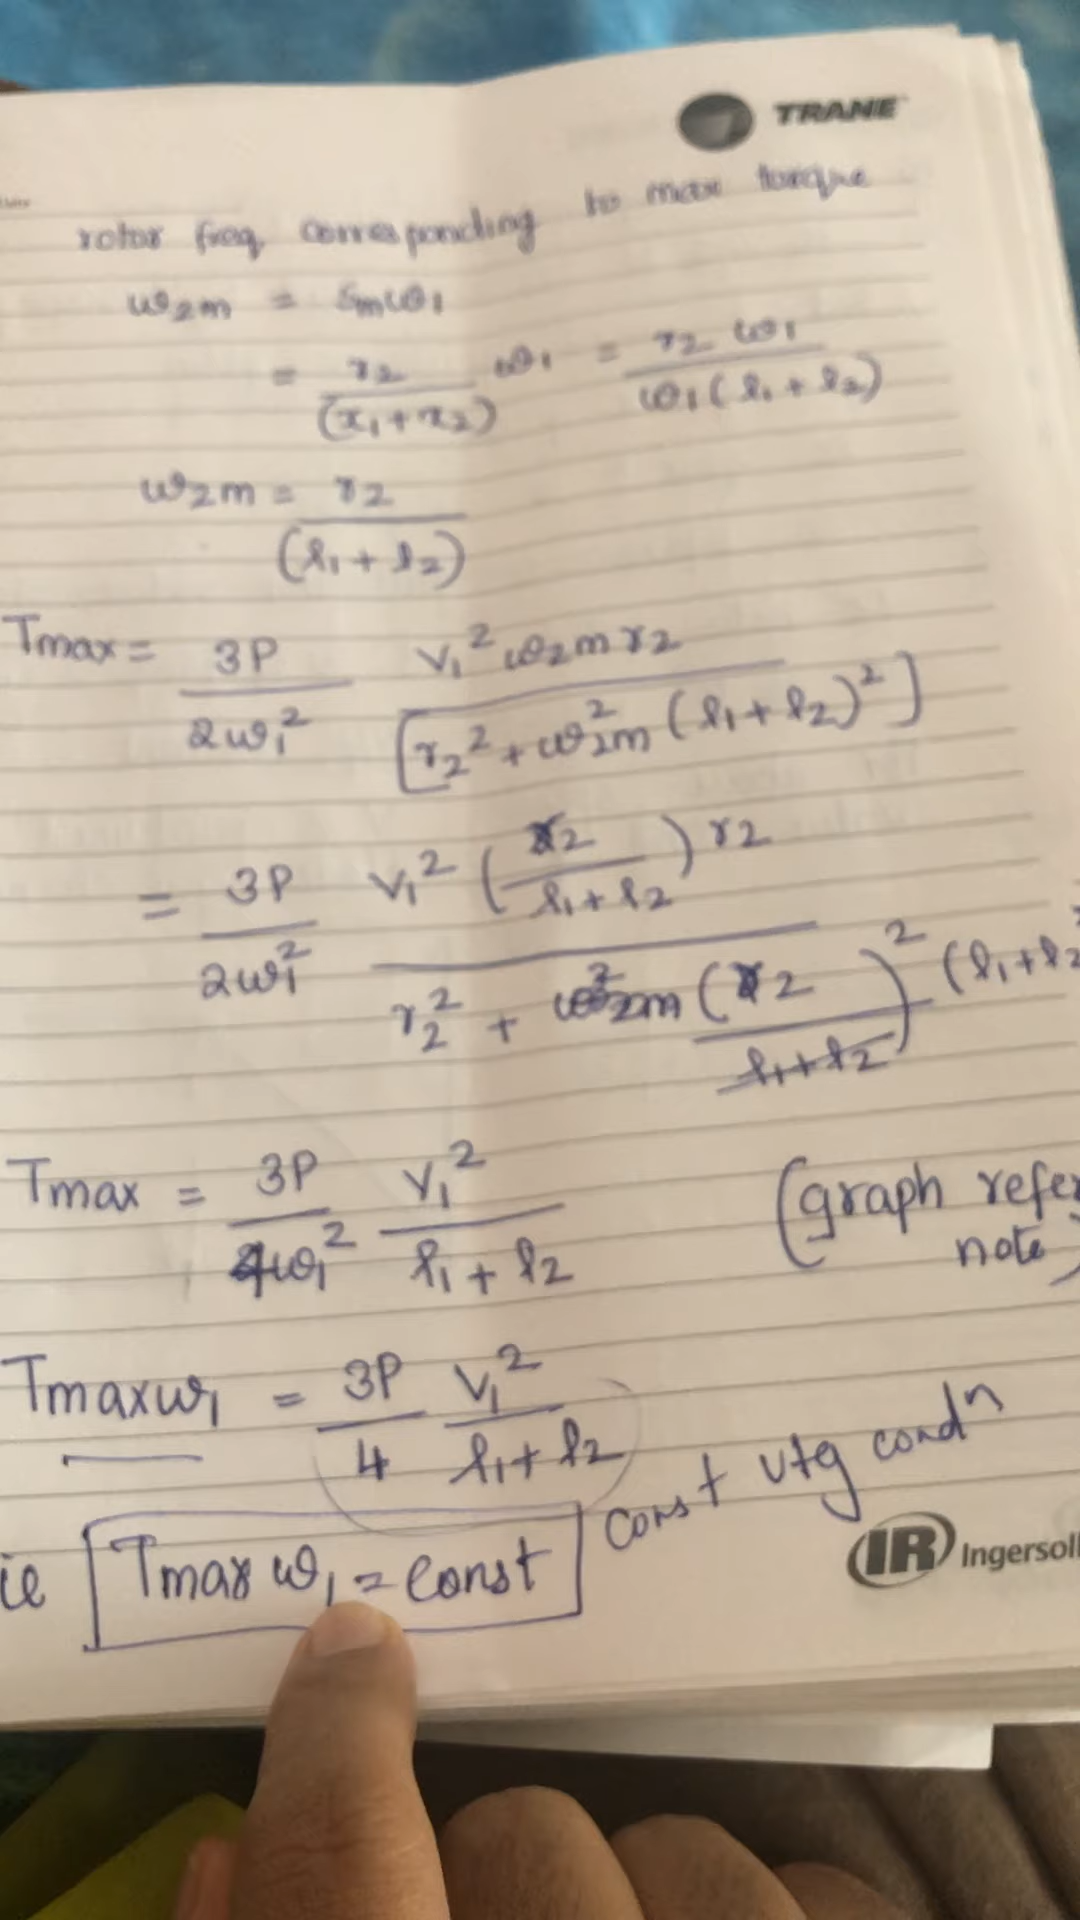 TRANE
rotor freq corresponding to max torque
ω2m = smω1
= r2/(x1+x2) ω1 = r2 ω1/ω1(l1+l2)
ω2m = r2/(l1+l2)
Tmax = 3P/2ω1² V1² ω2m r2/[r2² + ω2m² (l1+l2)²]
= 3P/2ω1² V1² (r2/l1+l2) r2/r2² + ω2m² (r2/l1+l2)² (l1+l2
Tmax = 3P/4ω1² V1²/l1+l2 (graph refer
note)
Tmaxω1 = 3P/4 V1²/l1+l2
const vtg condn
ie Tmax ω1 = const
IR Ingersoll